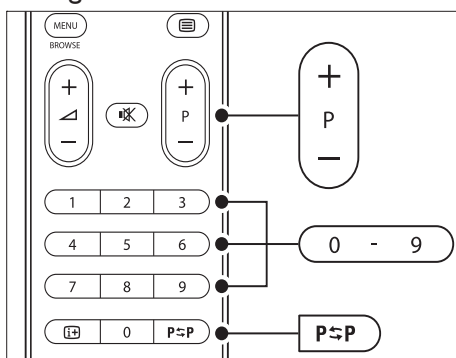 MENU
BROWSE
+ + +
P P
- - -
1 2 3
4 5 6 0 - 9
7 8 9
i+ 0 P⇆P P⇆P